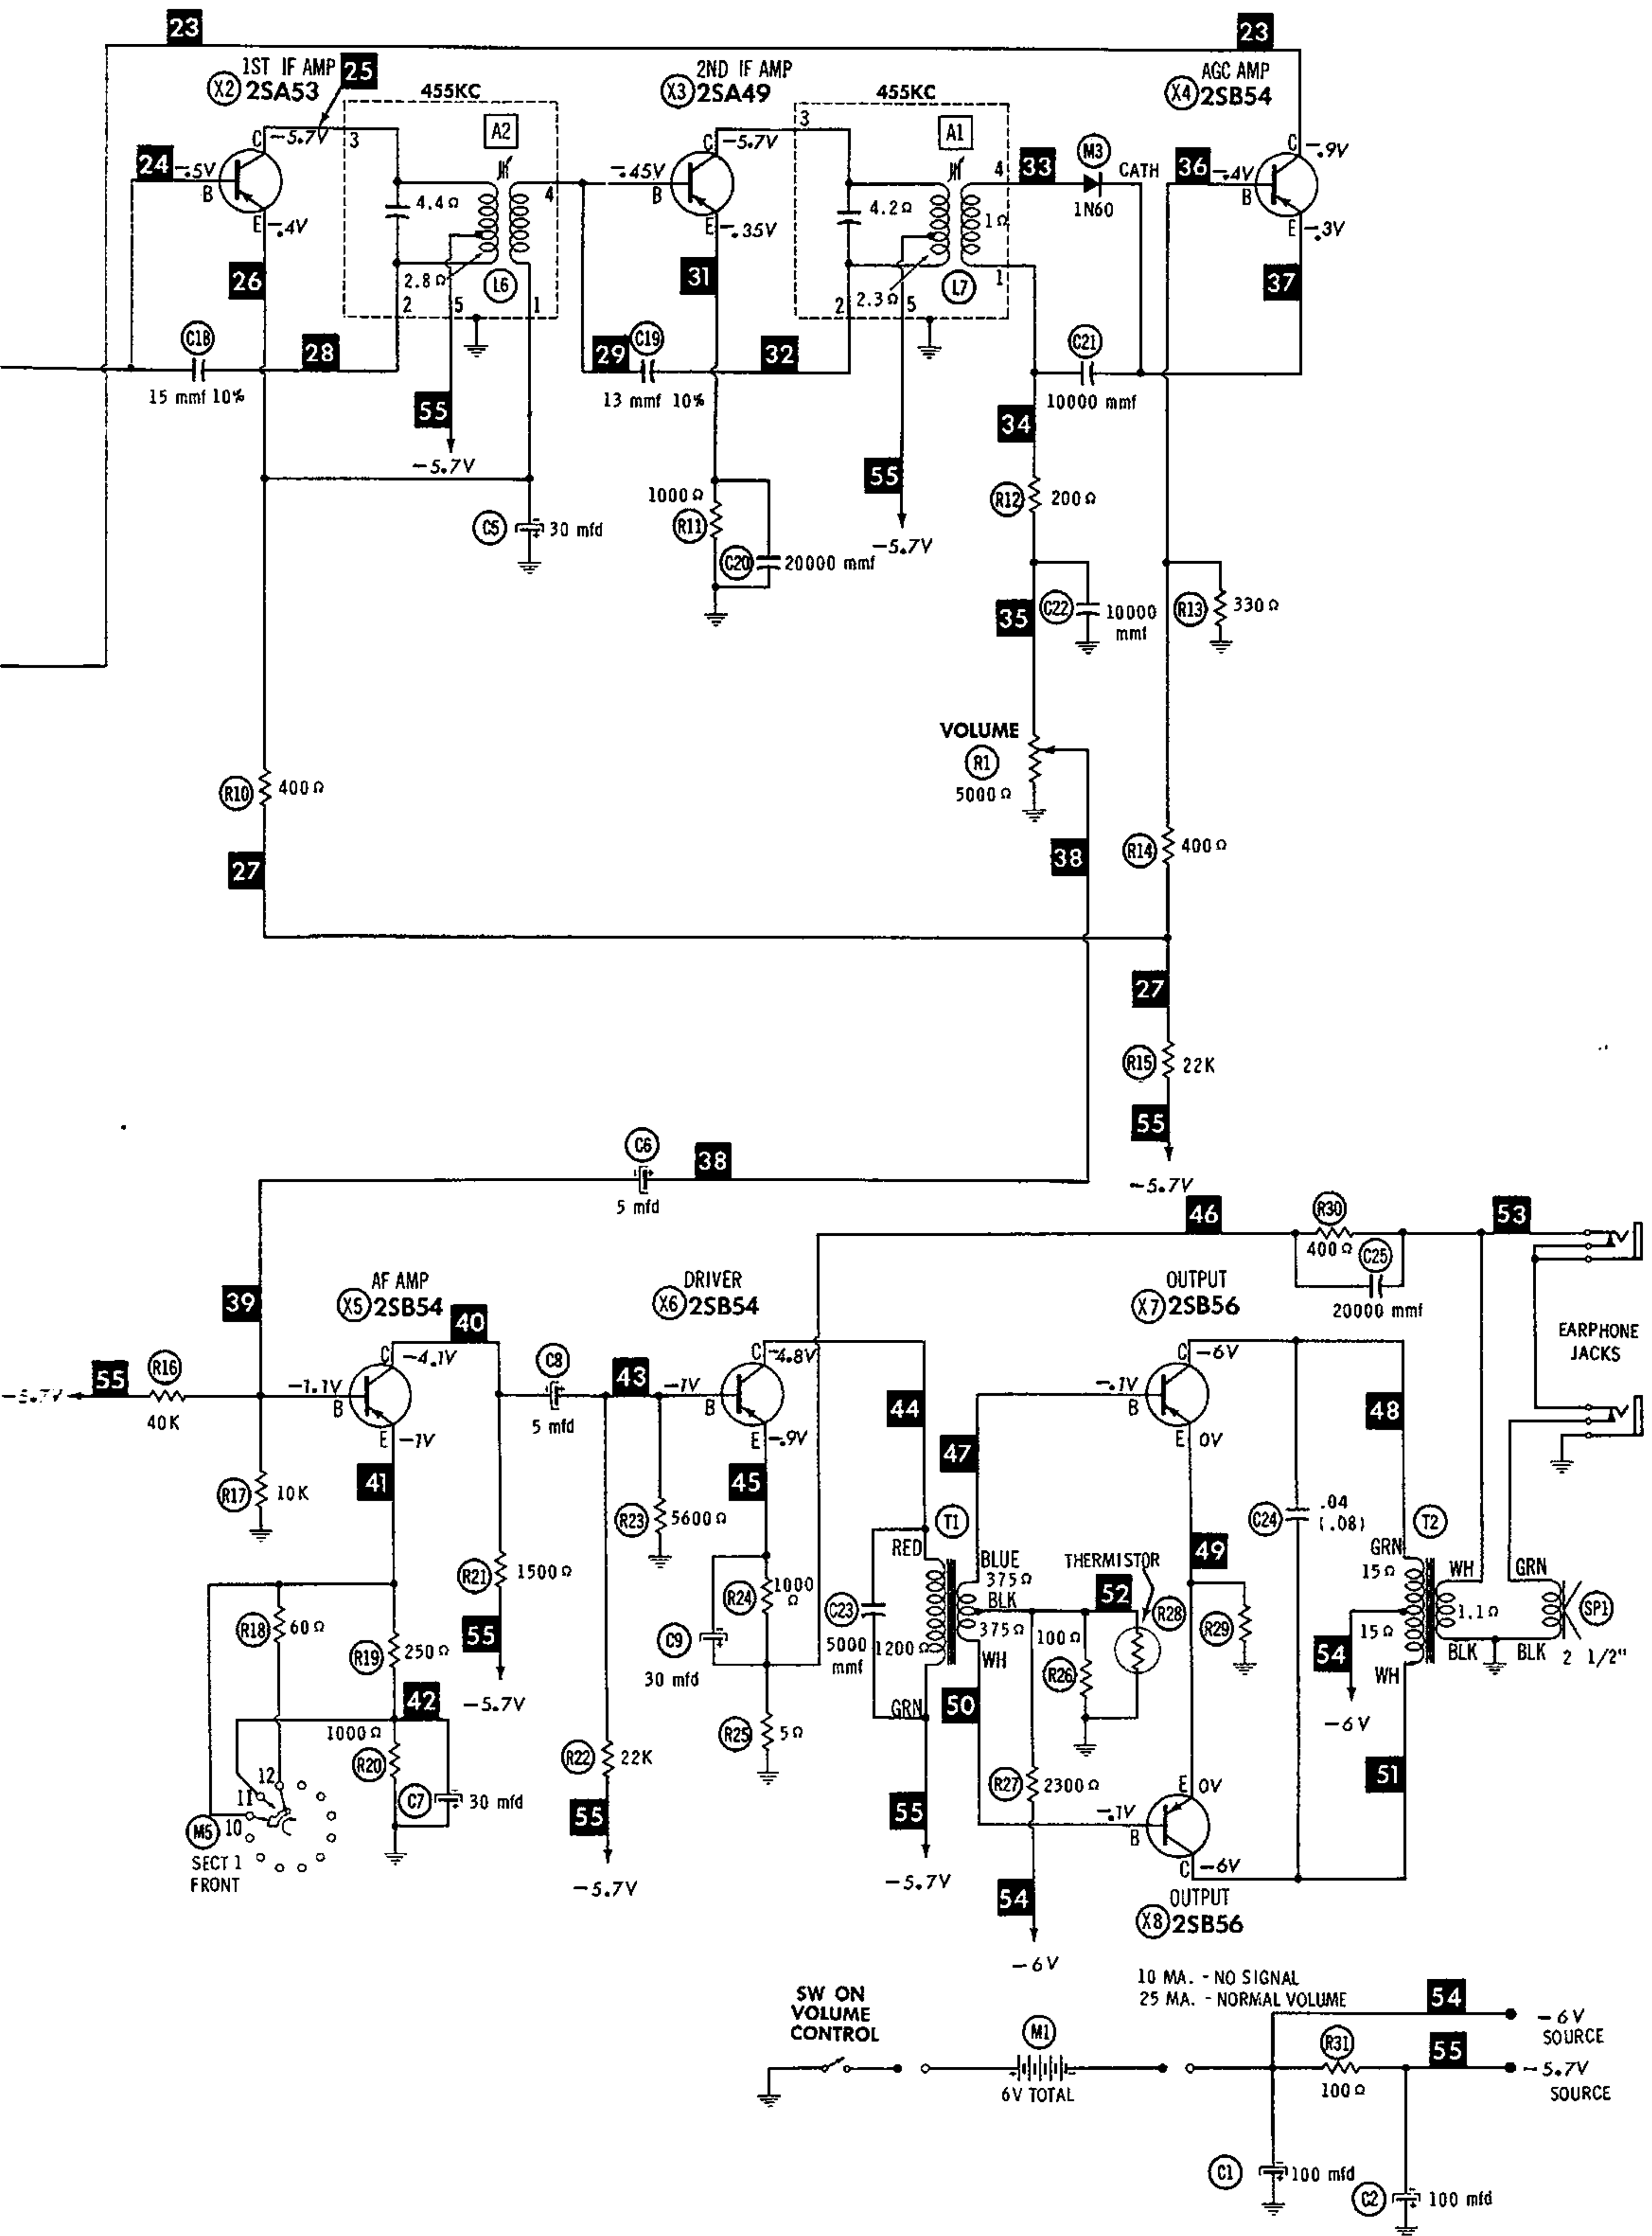 23
23
1ST IF AMP
25
X2 2SA53
455KC
2ND IF AMP
X3 2SA49
455KC
AGC AMP
X4 2SB54
C
-5.7V
3
A2
C
-5.7V
3
A1
M3
C
-.9V
24
-.5V
B
4
-.45V
B
4
33
CATH
36
-.4V
B
4.4Ω
4.2Ω
1Ω
1N60
E
-.4V
E
-.35V
E
-.3V
26
2.8Ω
L6
31
2.3Ω
L7
1
37
2
5
1
2
5
C18
28
29
C19
32
C21
15 mmf 10%
55
13 mmf 10%
10000 mmf
34
-5.7V
55
1000Ω
R12
200Ω
C5
30 mfd
R11
-5.7V
C20
20000 mmf
35
C22
10000
mmf
R13
330Ω
VOLUME
R1
5000Ω
R10
400Ω
27
38
R14
400Ω
27
R15
22K
55
-5.7V
C6
38
5 mfd
46
R30
53
400Ω
C25
20000 mmf
39
AF AMP
X5 2SB54
40
DRIVER
X6 2SB54
OUTPUT
X7 2SB56
EARPHONE
JACKS
C
-4.1V
C8
43
C
-4.8V
C
-6V
-5.7V
55
R16
-1.1V
B
-1V
B
-.1V
B
40K
5 mfd
44
48
E
-1V
E
-.9V
E
0V
41
45
47
R17
10K
R23
5600Ω
C24
.04
(.08)
T1
T2
RED
BLUE
375Ω
BLK
THERMISTOR
49
GRN
15Ω
WH
GRN
R21
1500Ω
R24
1000
Ω
C23
52
R28
R18
60Ω
1.1Ω
SP1
R19
250Ω
55
C9
5000
mmf
1200Ω
375Ω
100Ω
R29
15Ω
30 mfd
WH
R26
54
BLK
BLK
2 1/2"
WH
42
-5.7V
50
1000Ω
R25
5Ω
GRN
-6V
R20
R22
22K
12
11
10
M5
C7
30 mfd
R27
2300Ω
51
E
0V
55
55
-.1V
B
SECT 1
FRONT
C
-6V
-5.7V
-5.7V
54
OUTPUT
X8 2SB56
-6V
10 MA. - NO SIGNAL
25 MA. - NORMAL VOLUME
SW ON
VOLUME
CONTROL
54
-6V
SOURCE
M1
R31
55
-5.7V
SOURCE
6V TOTAL
100Ω
C1
100 mfd
C2
100 mfd